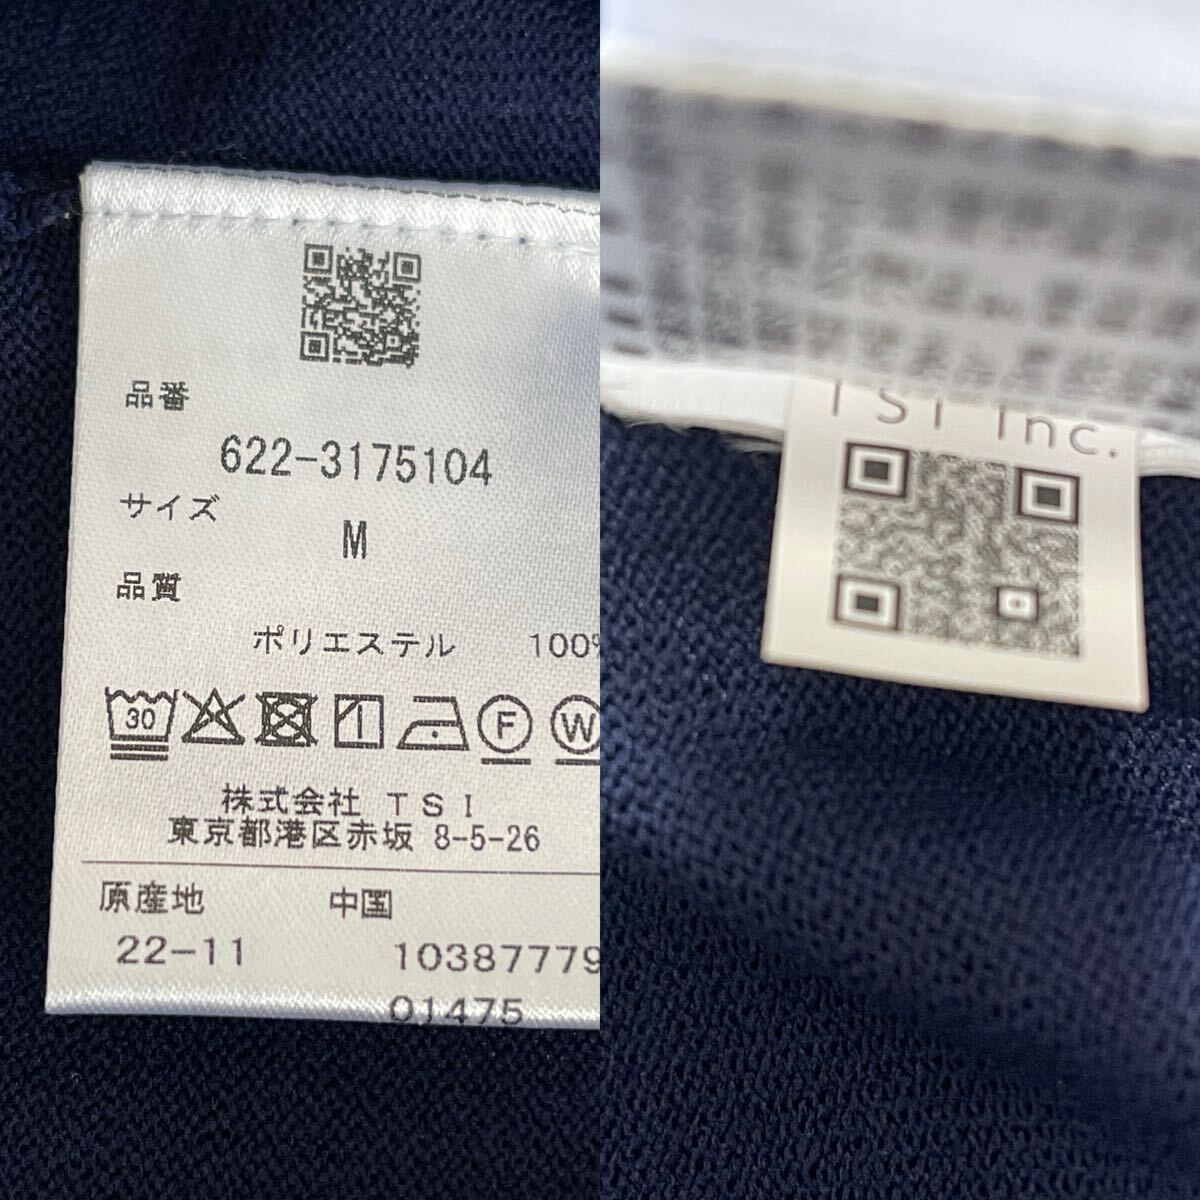 品番
622-3175104
サイズ
M
品質
ポリエステル 100%
30
F W
株式会社 TSI
東京都港区赤坂 8-5-26
原産地 中国
22-11 10387779
01475
TSI Inc.